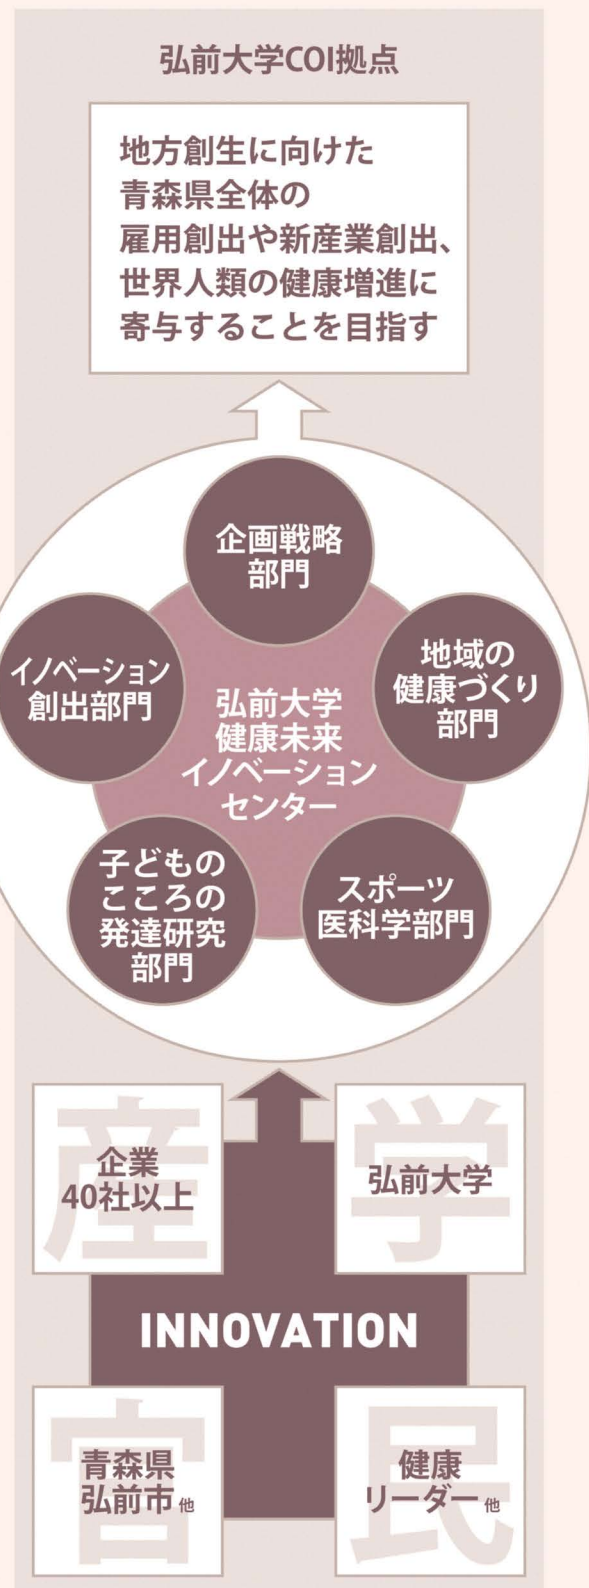 弘前大学COI拠点
地方創生に向けた
青森県全体の
雇用創出や新産業創出、
世界人類の健康増進に
寄与することを目指す
企画戦略
部門
イノベーション
創出部門
地域の
健康づくり
部門
弘前大学
健康未来
イノベーション
センター
子どもの
こころの
発達研究
部門
スポーツ
医科学部門
産
企業
40社以上
学
弘前大学
INNOVATION
官
青森県
弘前市 他
民
健康
リーダー 他